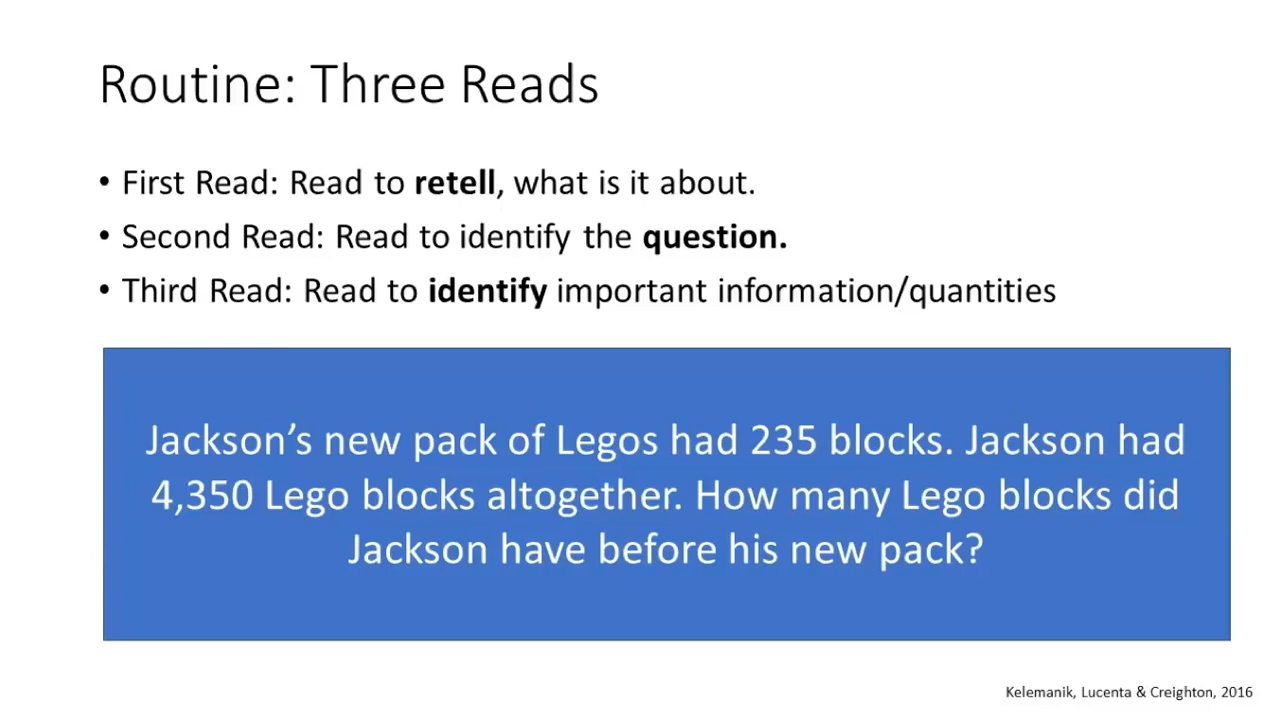 Routine: Three Reads
• First Read: Read to retell, what is it about.
• Second Read: Read to identify the question.
• Third Read: Read to identify important information/quantities
Jackson’s new pack of Legos had 235 blocks. Jackson had
4,350 Lego blocks altogether. How many Lego blocks did
Jackson have before his new pack?
Kelemanik, Lucenta & Creighton, 2016